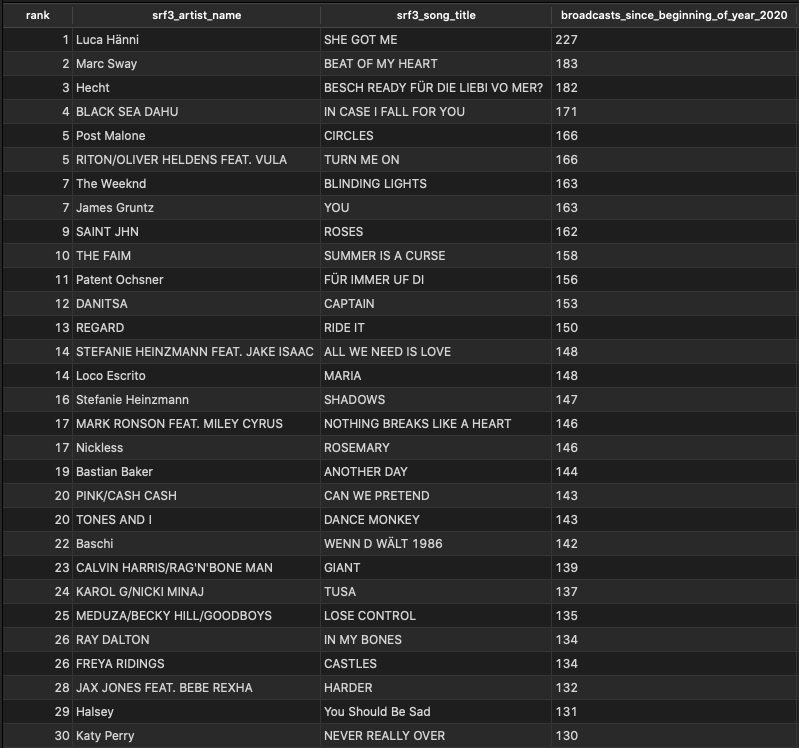 rank srf3_artist_name srf3_song_title broadcasts_since_beginning_of_year_2020
1 Luca Hänni SHE GOT ME 227
2 Marc Sway BEAT OF MY HEART 183
3 Hecht BESCH READY FÜR DIE LIEBI VO MER? 182
4 BLACK SEA DAHU IN CASE I FALL FOR YOU 171
5 Post Malone CIRCLES 166
5 RITON/OLIVER HELDENS FEAT. VULA TURN ME ON 166
7 The Weeknd BLINDING LIGHTS 163
7 James Gruntz YOU 163
9 SAINT JHN ROSES 162
10 THE FAIM SUMMER IS A CURSE 158
11 Patent Ochsner FÜR IMMER UF DI 156
12 DANITSA CAPTAIN 153
13 REGARD RIDE IT 150
14 STEFANIE HEINZMANN FEAT. JAKE ISAAC ALL WE NEED IS LOVE 148
14 Loco Escrito MARIA 148
16 Stefanie Heinzmann SHADOWS 147
17 MARK RONSON FEAT. MILEY CYRUS NOTHING BREAKS LIKE A HEART 146
17 Nickless ROSEMARY 146
19 Bastian Baker ANOTHER DAY 144
20 PINK/CASH CASH CAN WE PRETEND 143
20 TONES AND I DANCE MONKEY 143
22 Baschi WENN D WÄLT 1986 142
23 CALVIN HARRIS/RAG'N'BONE MAN GIANT 139
24 KAROL G/NICKI MINAJ TUSA 137
25 MEDUZA/BECKY HILL/GOODBOYS LOSE CONTROL 135
26 RAY DALTON IN MY BONES 134
26 FREYA RIDINGS CASTLES 134
28 JAX JONES FEAT. BEBE REXHA HARDER 132
29 Halsey You Should Be Sad 131
30 Katy Perry NEVER REALLY OVER 130